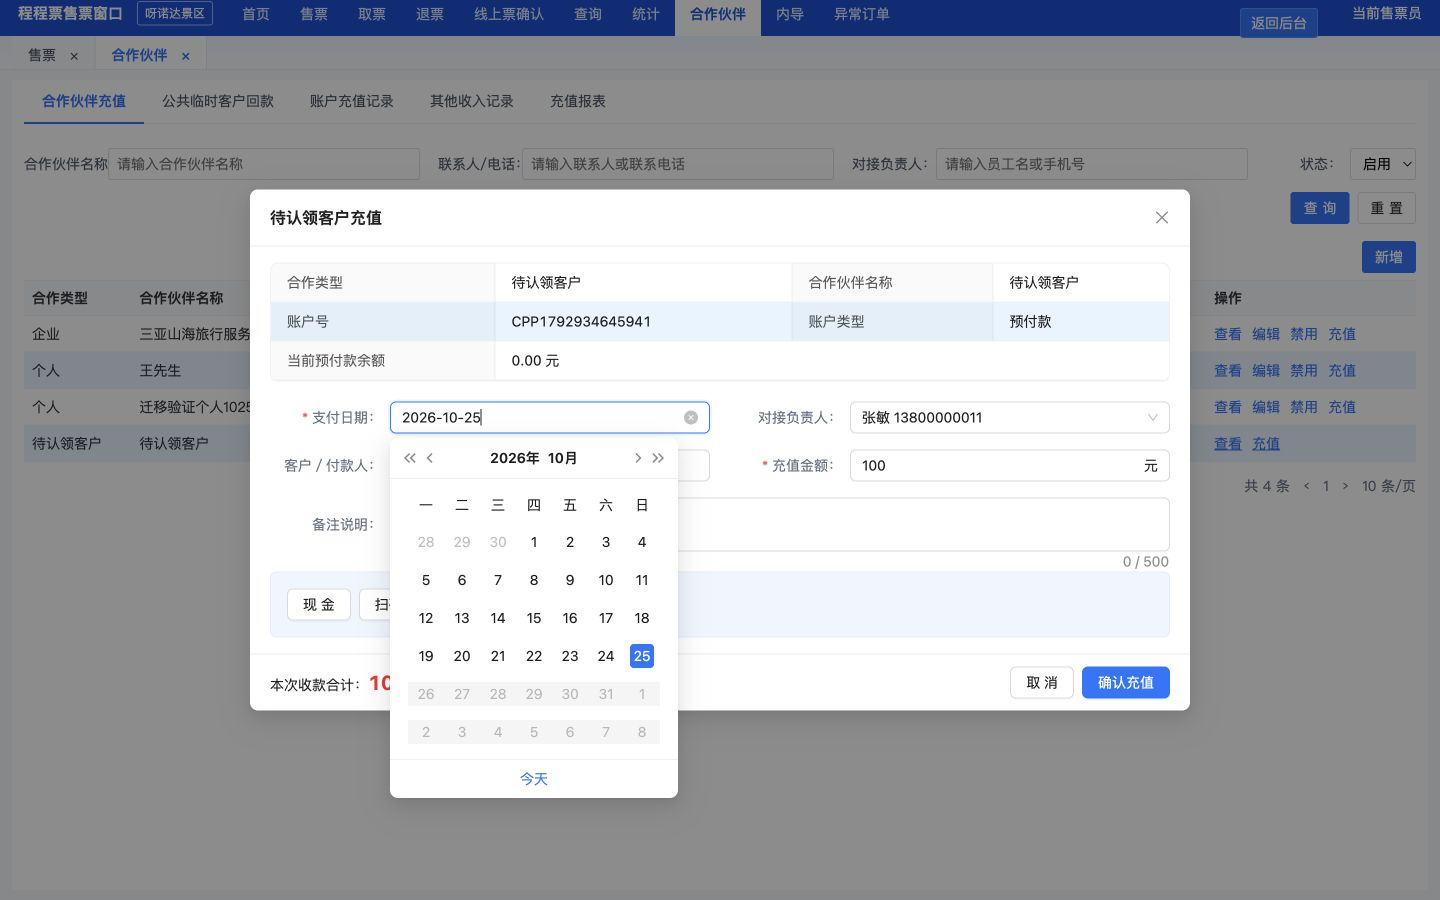 程程票售票窗口 呀诺达景区 首页 售票 取票 退票 线上票确认 查询 统计 合作伙伴 内导 异常订单 返回后台 当前售票员
售票 × 合作伙伴 ×
合作伙伴充值 公共临时客户回款 账户充值记录 其他收入记录 充值报表
合作伙伴名称 请输入合作伙伴名称 联系人/电话: 请输入联系人或联系电话 对接负责人: 请输入员工名或手机号 状态: 启用
查 询 重 置
新增
合作类型 合作伙伴名称 操作
企业 三亚山海旅行服务 查看 编辑 禁用 充值
个人 王先生 查看 编辑 禁用 充值
个人 迁移验证个人1025 查看 编辑 禁用 充值
待认领客户 待认领客户 查看 充值
共 4 条 < 1 > 10 条/页
待认领客户充值
合作类型 待认领客户 合作伙伴名称 待认领客户
账户号 CPP1792934645941 账户类型 预付款
当前预付款余额 0.00 元
* 支付日期: 2026-10-25 对接负责人: 张敏 13800000011
客户 / 付款人: * 充值金额: 100 元
备注说明:
0 / 500
现 金
本次收款合计: 取 消 确认充值
2026年 10月
一 二 三 四 五 六 日
28 29 30 1 2 3 4
5 6 7 8 9 10 11
12 13 14 15 16 17 18
19 20 21 22 23 24 25
26 27 28 29 30 31 1
2 3 4 5 6 7 8
今天